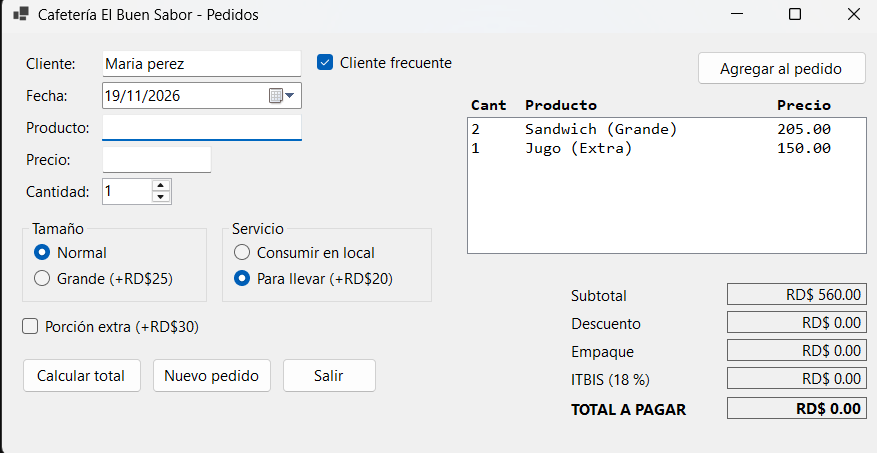 Cafetería El Buen Sabor - Pedidos
Cliente: Maria perez
Cliente frecuente
Agregar al pedido
Fecha: 19/11/2026
Producto:
Precio:
Cantidad: 1
Cant Producto Precio
2 Sandwich (Grande) 205.00
1 Jugo (Extra) 150.00
Tamaño
Normal
Grande (+RD$25)
Servicio
Consumir en local
Para llevar (+RD$20)
Porción extra (+RD$30)
Calcular total
Nuevo pedido
Salir
Subtotal RD$ 560.00
Descuento RD$ 0.00
Empaque RD$ 0.00
ITBIS (18 %) RD$ 0.00
TOTAL A PAGAR RD$ 0.00